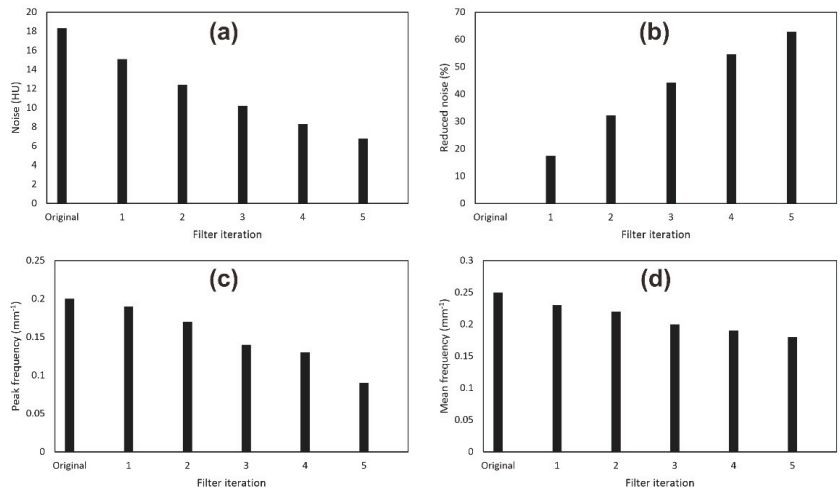 (a)
Noise (HU)
20
18
16
14
12
10
8
6
4
2
0
Original 1 2 3 4 5
Filter iteration
(b)
Reduced noise (%)
70
60
50
40
30
20
10
0
Original 1 2 3 4 5
Filter iteration
(c)
Peak frequency (mm⁻¹)
0.25
0.2
0.15
0.1
0.05
0
Original 1 2 3 4 5
Filter iteration
(d)
Mean frequency (mm⁻¹)
0.3
0.25
0.2
0.15
0.1
0.05
0
Original 1 2 3 4 5
Filter iteration